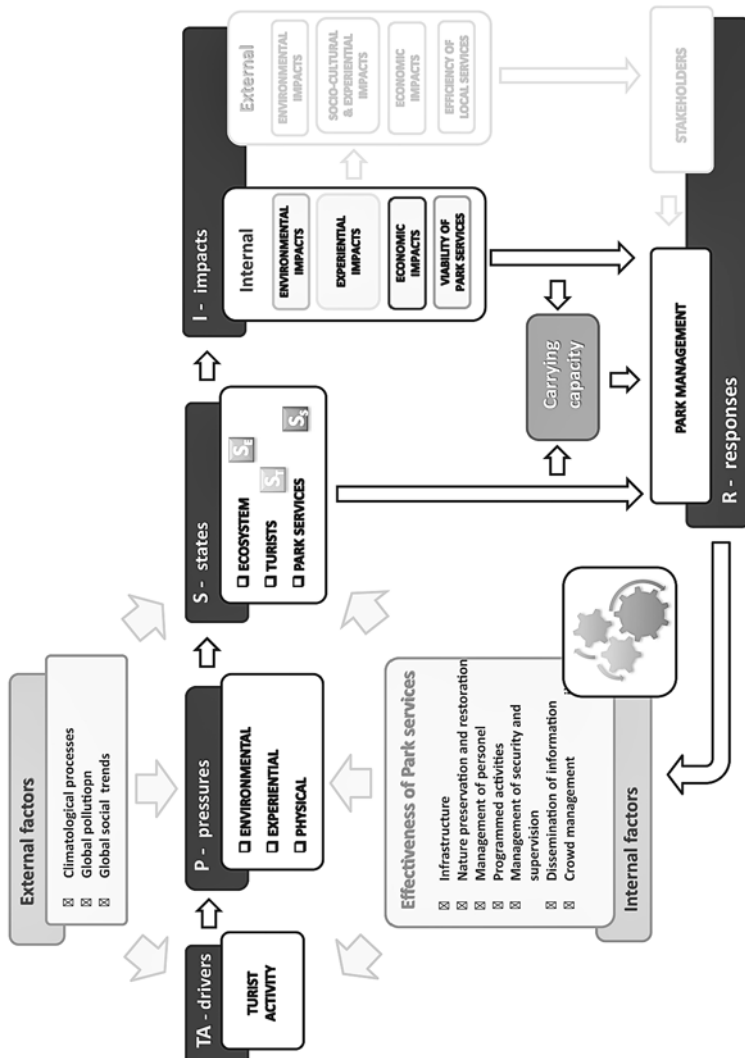 External factors
☒ Climatological processes
☒ Global pollutiopn
☒ Global social trends
TA - drivers
TURIST
ACTIVITY
P - pressures
❑ ENVIRONMENTAL
❑ EXPERIENTIAL
❑ PHYSICAL
S - states
❑ ECOSYSTEM
❑ TURISTS
❑ PARK SERVICES
SE
ST
SS
I - impacts
Internal
ENVIRONMENTAL
IMPACTS
EXPERIENTIAL
IMPACTS
ECONOMIC
IMPACTS
VIABILITY OF
PARK SERVICES
External
ENVIRONMENTAL
IMPACTS
SOCIO-CULTURAL
& EXPERIENTIAL
IMPACTS
ECONOMIC
IMPACTS
EFFICIENCY OF
LOCAL SERVICES
Effectiveness of Park services
☒ Infrastructure
☒ Nature preservation and restoration
☒ Management of personel
☒ Programmed activities
☒ Management of security and
supervision
☒ Dissemination of information
☒ Crowd management
Internal factors
Carrying
capacity
PARK MANAGEMENT
STAKEHOLDERS
R - responses